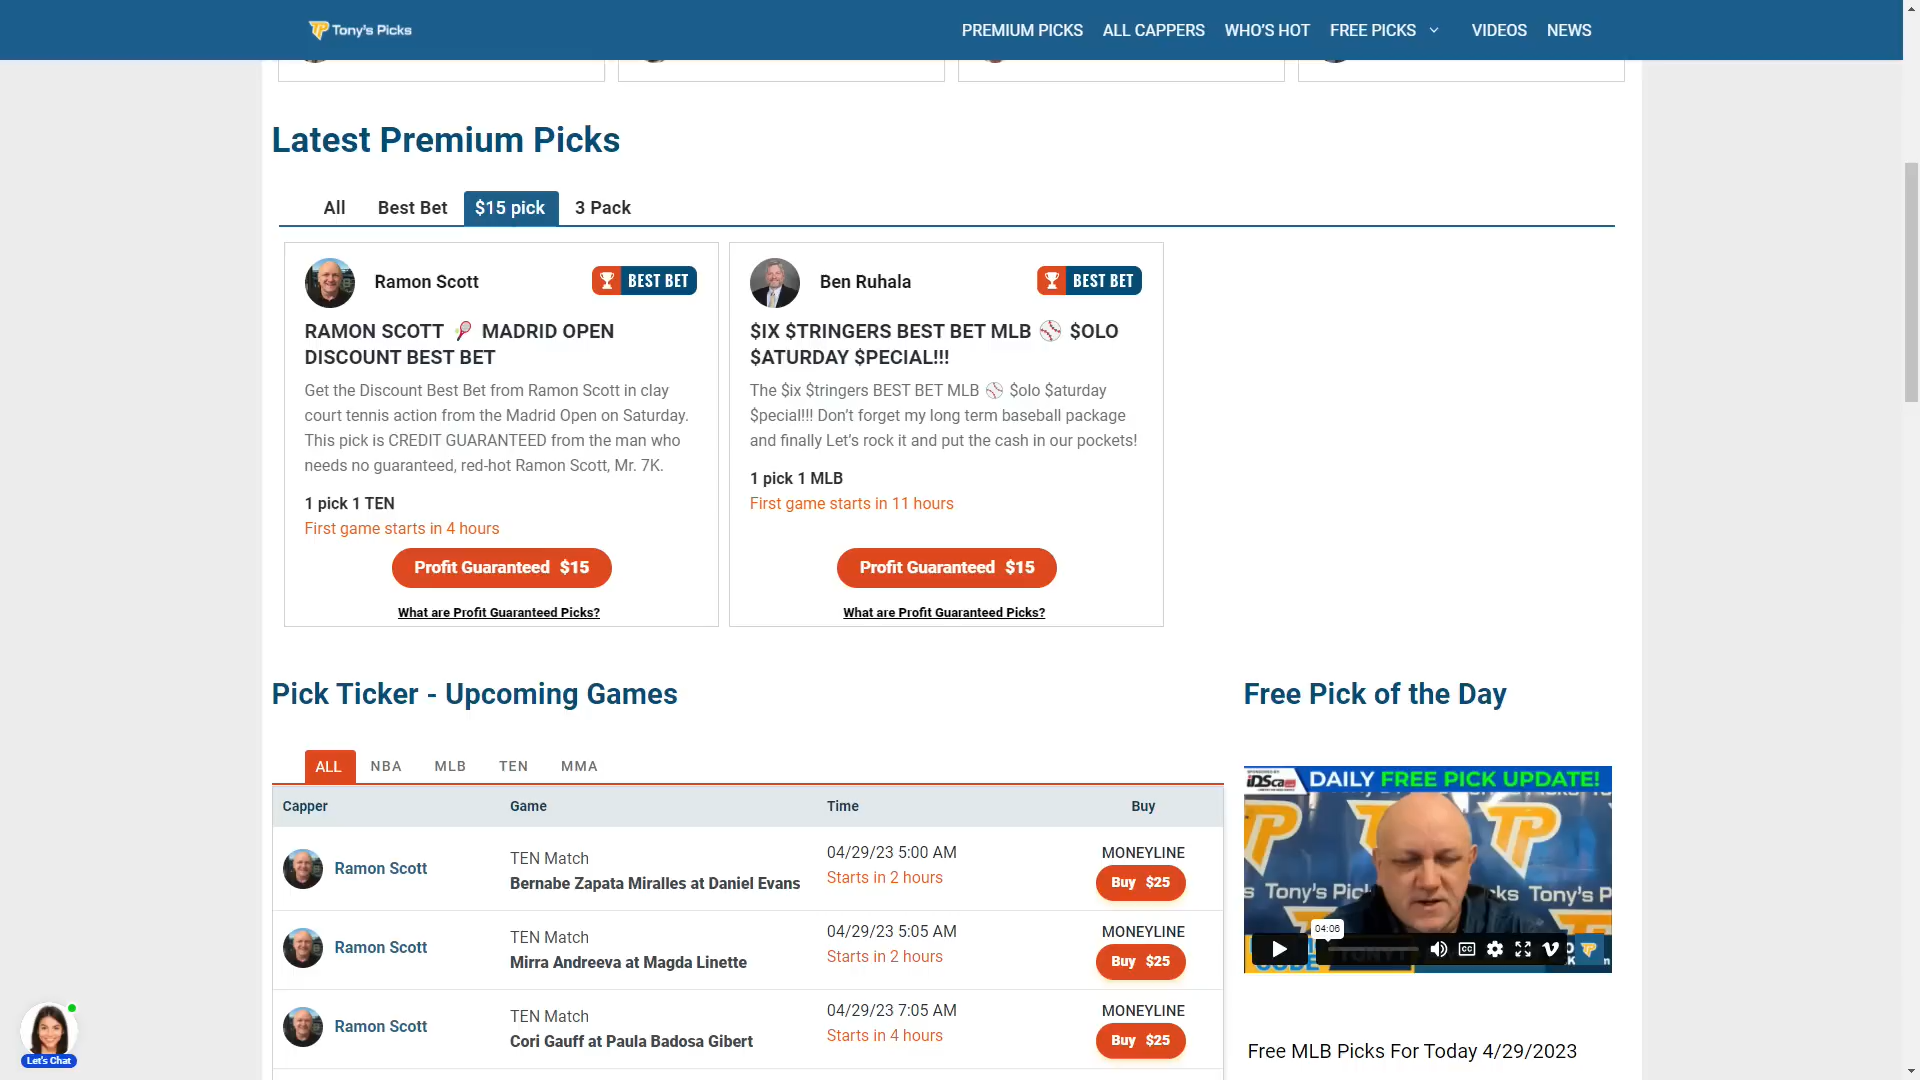 Tony's Picks
PREMIUM PICKS ALL CAPPERS WHO'S HOT FREE PICKS VIDEOS NEWS
Latest Premium Picks
All Best Bet $15 pick 3 Pack
Ramon Scott
BEST BET
RAMON SCOTT 🎾 MADRID OPEN
DISCOUNT BEST BET
Get the Discount Best Bet from Ramon Scott in clay
court tennis action from the Madrid Open on Saturday.
This pick is CREDIT GUARANTEED from the man who
needs no guaranteed, red-hot Ramon Scott, Mr. 7K.
1 pick 1 TEN
First game starts in 4 hours
Profit Guaranteed $15
What are Profit Guaranteed Picks?
Ben Ruhala
BEST BET
$IX $TRINGERS BEST BET MLB ⚾ $OLO
$ATURDAY $PECIAL!!!
The $ix $tringers BEST BET MLB ⚾ $olo $aturday
$pecial!!! Don't forget my long term baseball package
and finally Let's rock it and put the cash in our pockets!
1 pick 1 MLB
First game starts in 11 hours
Profit Guaranteed $15
What are Profit Guaranteed Picks?
Pick Ticker - Upcoming Games
ALL NBA MLB TEN MMA
Capper Game Time Buy
Ramon Scott
TEN Match
Bernabe Zapata Miralles at Daniel Evans
04/29/23 5:00 AM
Starts in 2 hours
MONEYLINE
Buy $25
Ramon Scott
TEN Match
Mirra Andreeva at Magda Linette
04/29/23 5:05 AM
Starts in 2 hours
MONEYLINE
Buy $25
Ramon Scott
TEN Match
Cori Gauff at Paula Badosa Gibert
04/29/23 7:05 AM
Starts in 4 hours
MONEYLINE
Buy $25
Free Pick of the Day
DAILY FREE PICK UPDATE!
TP
Tony's P
04:06
CC
Free MLB Picks For Today 4/29/2023
Let's Chat